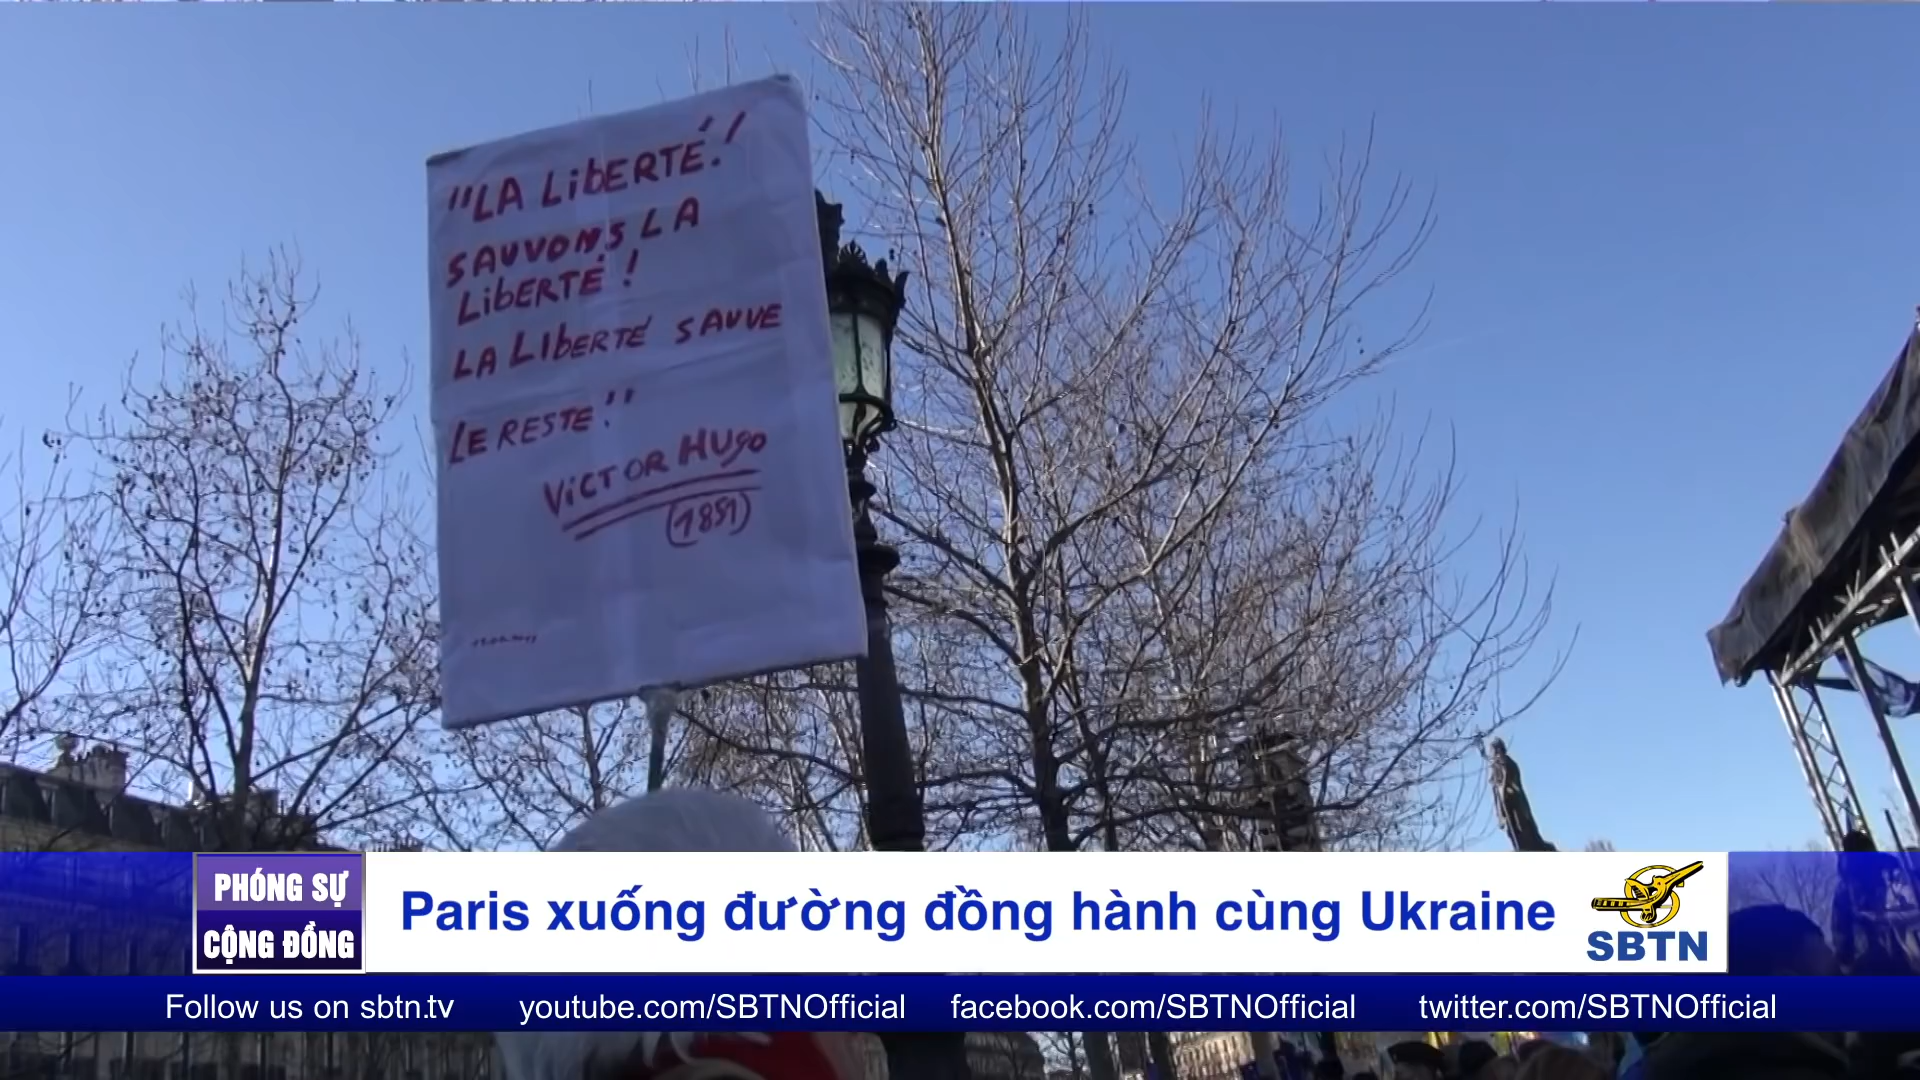 "LA LibERTÉ!
SAUVONS LA
LibERTÉ!
LA LIbERTÉ SAUVE
LE RESTE!"
VICTOR HUgo
(1851)
PHÓNG SỰ
CỘNG ĐỒNG
Paris xuống đường đồng hành cùng Ukraine
SBTN
Follow us on sbtn.tv youtube.com/SBTNOfficial facebook.com/SBTNOfficial twitter.com/SBTNOfficial